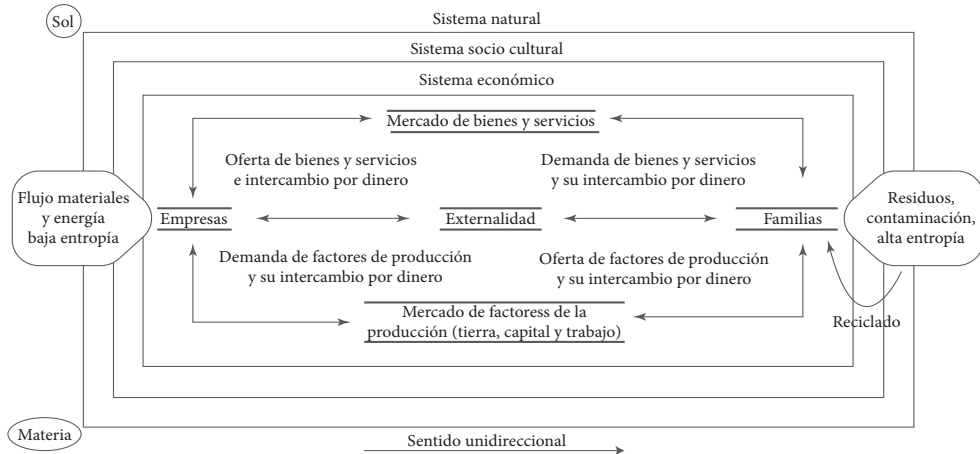 Sol
Sistema natural
Sistema socio cultural
Sistema económico
Mercado de bienes y servicios
Oferta de bienes y servicios
e intercambio por dinero
Demanda de bienes y servicios
y su intercambio por dinero
Flujo materiales
y energía
baja entropía
Empresas
Externalidad
Familias
Residuos,
contaminación,
alta entropía
Demanda de factores de producción
y su intercambio por dinero
Oferta de factores de producción
y su intercambio por dinero
Mercado de factoress de la
producción (tierra, capital y trabajo)
Reciclado
Materia
Sentido unidireccional